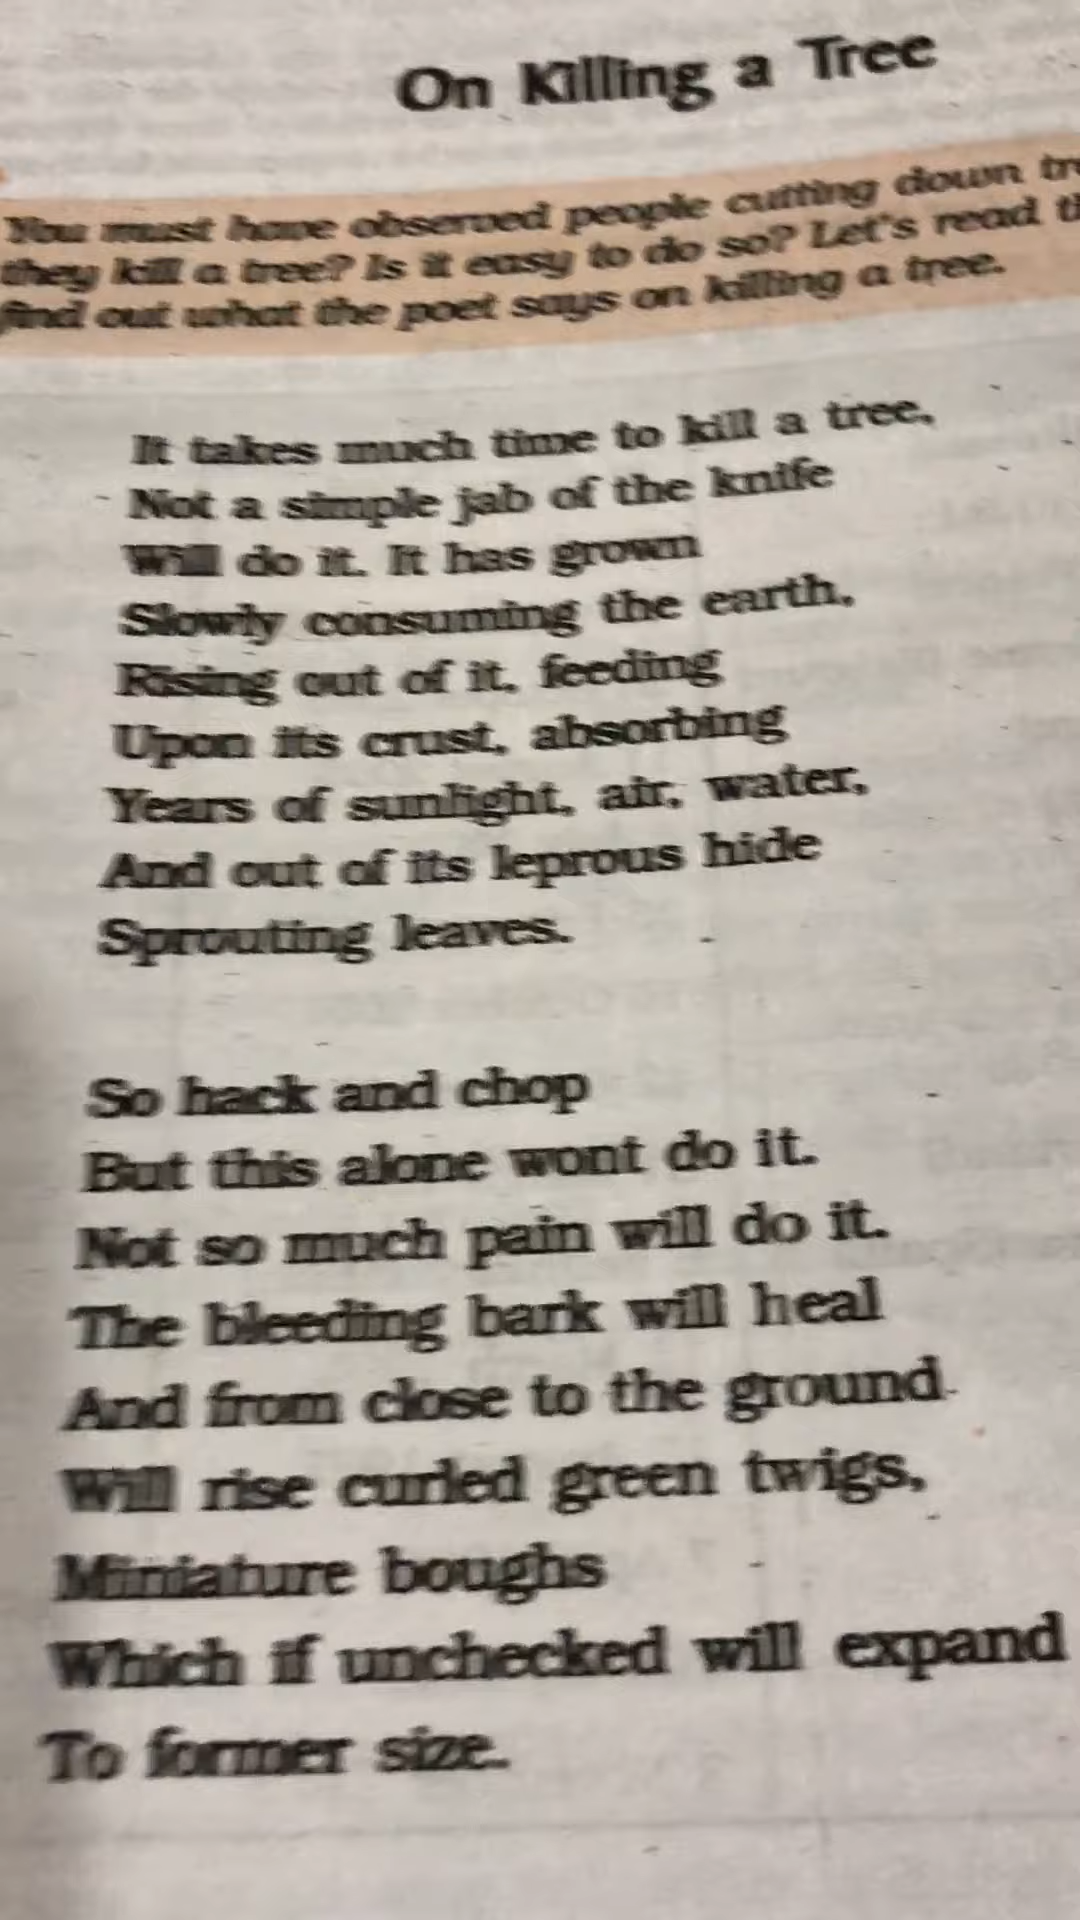 On Killing a Tree
You must have observed people cutting down
they kill a tree? Is it easy to do so? Let's read
find out what the poet says on killing a tree.
It takes much time to kill a tree,
Not a simple jab of the knife
Will do it. It has grown
Slowly consuming the earth,
Rising out of it, feeding
Upon its crust, absorbing
Years of sunlight, air, water,
And out of its leprous hide
Sprouting leaves.
So hack and chop
But this alone wont do it.
Not so much pain will do it.
The bleeding bark will heal
And from close to the ground
Will rise curled green twigs,
Miniature boughs
Which if unchecked will expand
To former size.